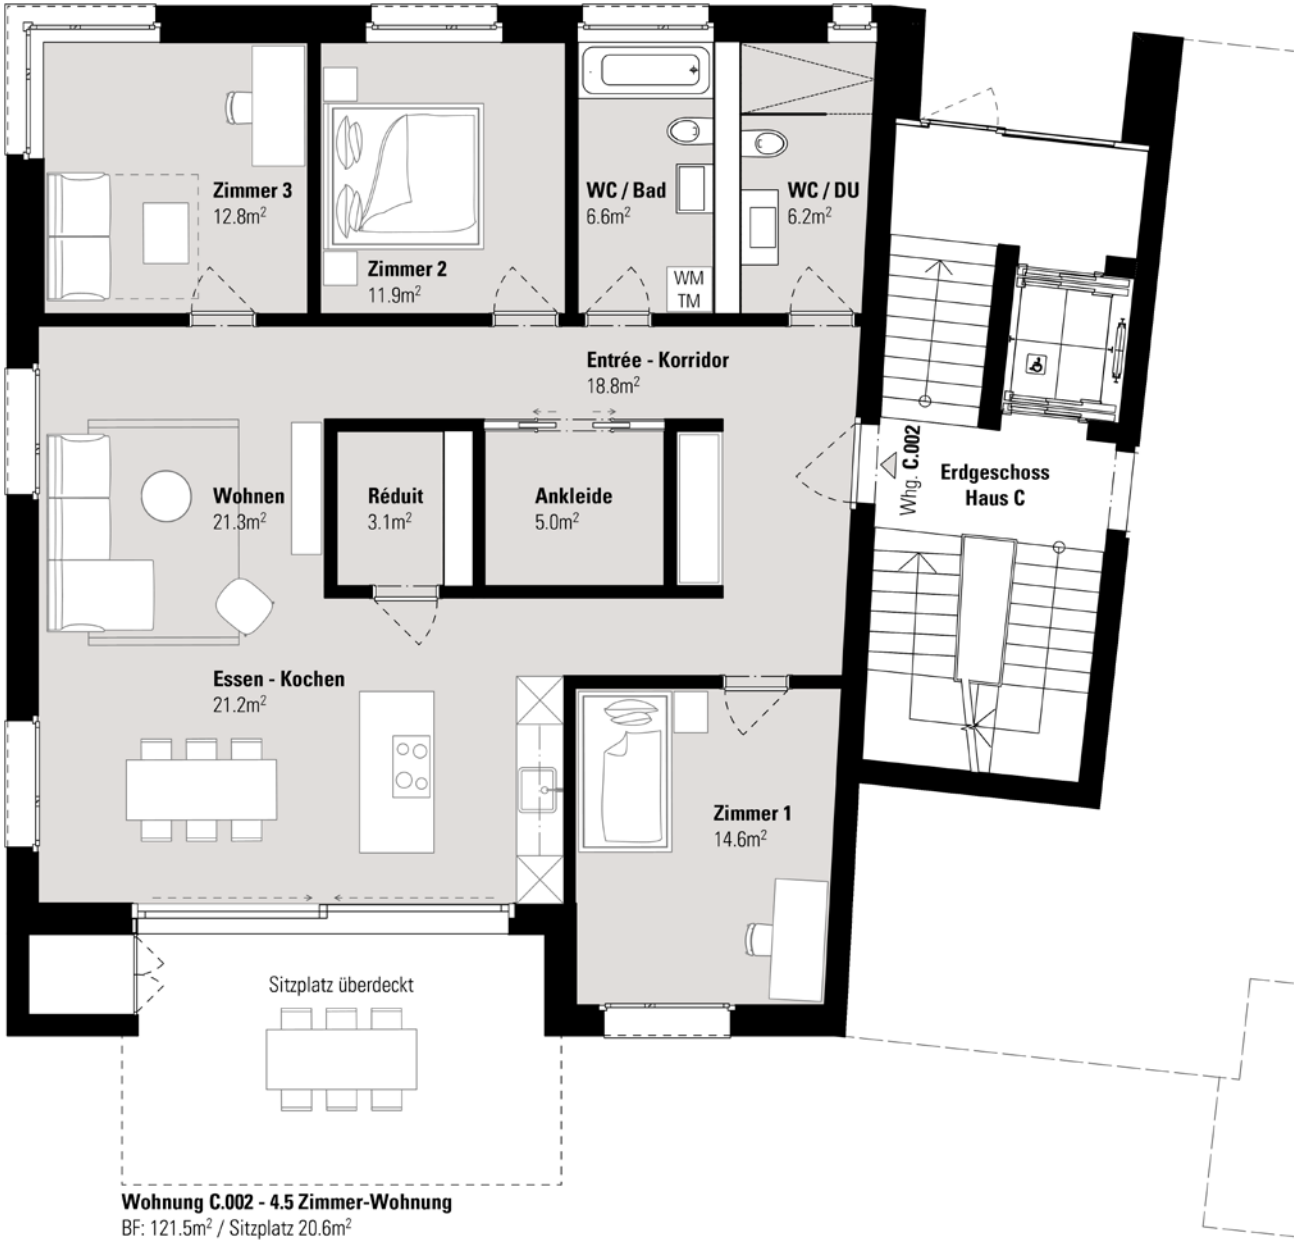 Zimmer 3
12.8m²
Zimmer 2
11.9m²
WC / Bad
6.6m²
WM
TM
WC / DU
6.2m²
Entrée - Korridor
18.8m²
Wohnen
21.3m²
Réduit
3.1m²
Ankleide
5.0m²
Whg. C.002
Erdgeschoss
Haus C
Essen - Kochen
21.2m²
Zimmer 1
14.6m²
Sitzplatz überdeckt
Wohnung C.002 - 4.5 Zimmer-Wohnung
BF: 121.5m² / Sitzplatz 20.6m²